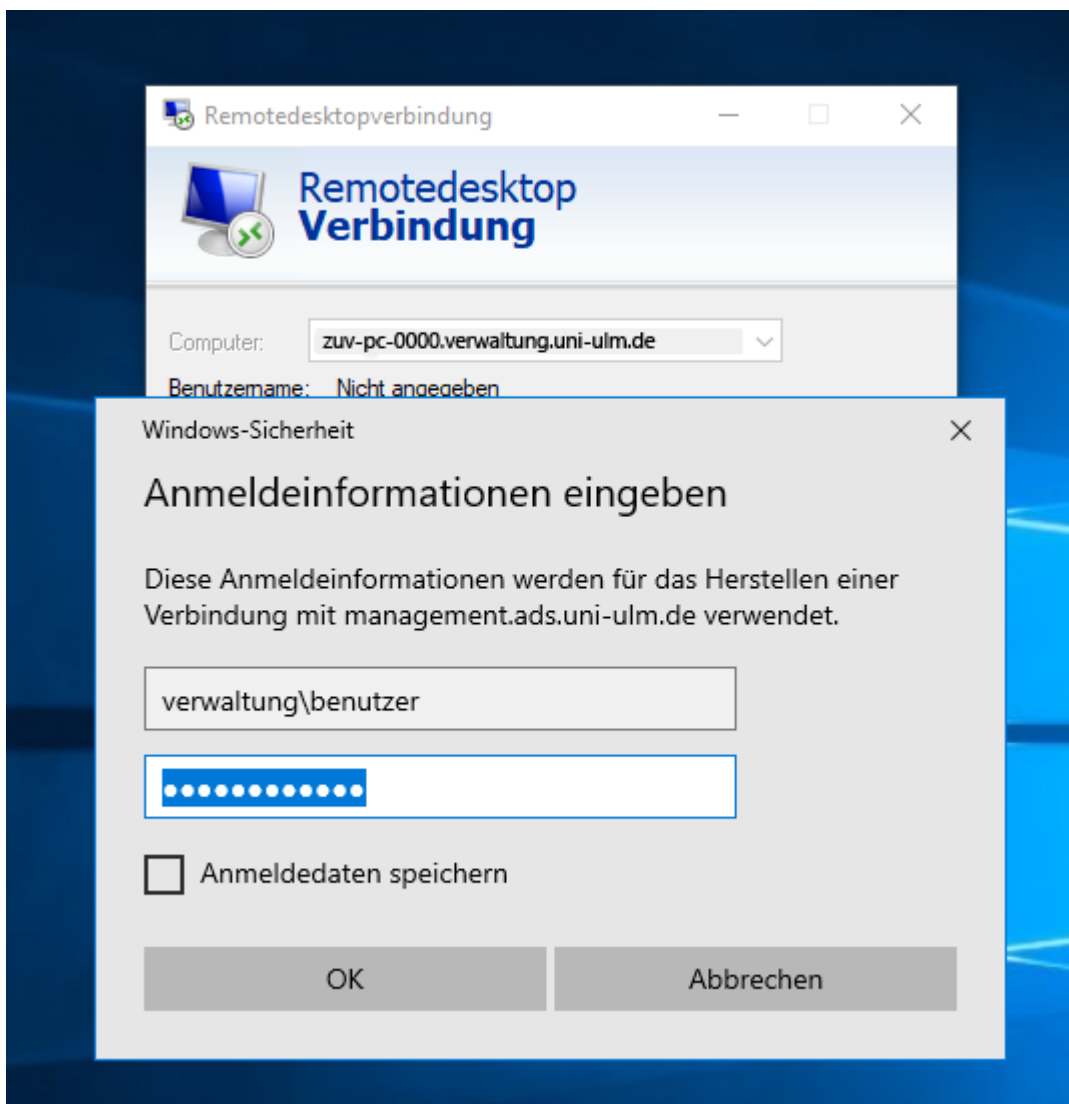 Remotedesktopverbindung
Remotedesktop
Verbindung
Computer: zuv-pc-0000.verwaltung.uni-ulm.de
Benutzername: Nicht angegeben
Windows-Sicherheit
Anmeldeinformationen eingeben
Diese Anmeldeinformationen werden für das Herstellen einer
Verbindung mit management.ads.uni-ulm.de verwendet.
verwaltung\benutzer
••••••••••••
Anmeldedaten speichern
OK Abbrechen